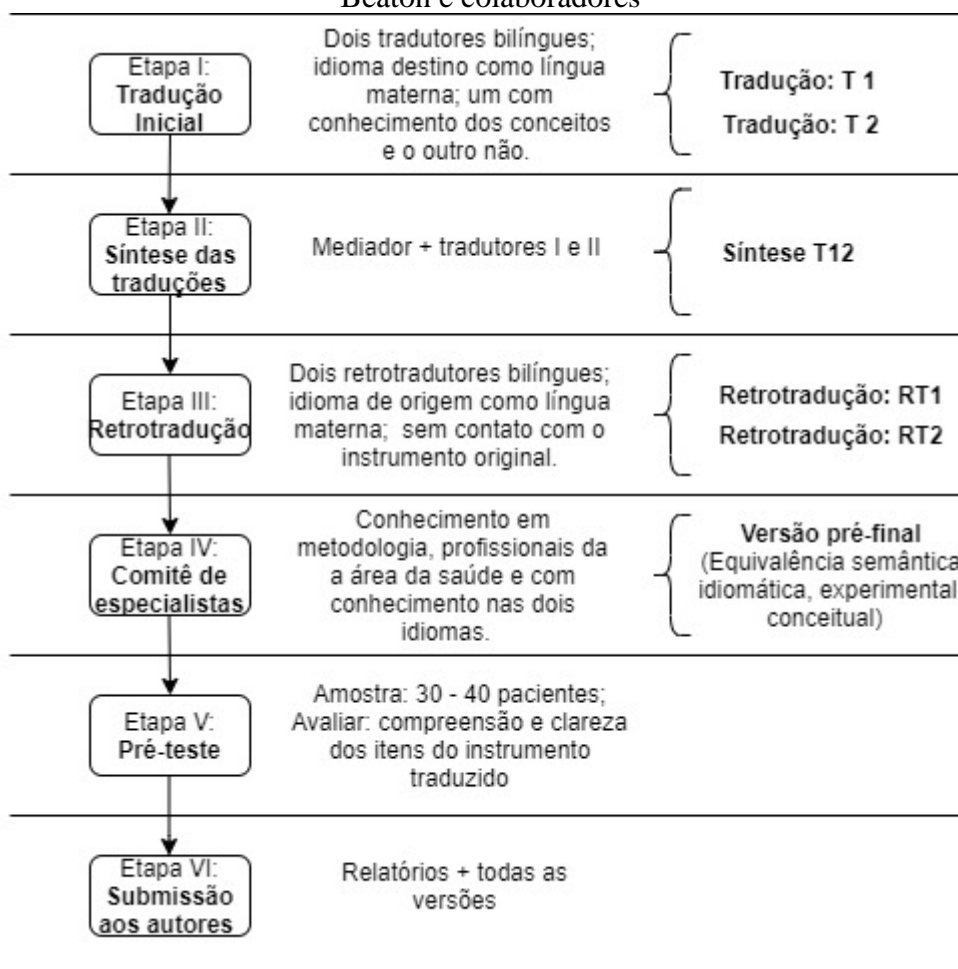 Beaton e colaboradores
Etapa I:
Tradução
Inicial
Dois tradutores bilíngues;
idioma destino como língua
materna; um com
conhecimento dos conceitos
e o outro não.
Tradução: T 1
Tradução: T 2
Etapa II:
Síntese das
traduções
Mediador + tradutores I e II
Síntese T12
Etapa III:
Retrotradução
Dois retrotradutores bilíngues;
idioma de origem como língua
materna; sem contato com o
instrumento original.
Retrotradução: RT1
Retrotradução: RT2
Etapa IV:
Comitê de
especialistas
Conhecimento em
metodologia, profissionais da
a área da saúde e com
conhecimento nas dois
idiomas.
Versão pré-final
(Equivalência semântica
idiomática, experimental
conceitual)
Etapa V:
Pré-teste
Amostra: 30 - 40 pacientes;
Avaliar: compreensão e clareza
dos itens do instrumento
traduzido
Etapa VI:
Submissão
aos autores
Relatórios + todas as
versões